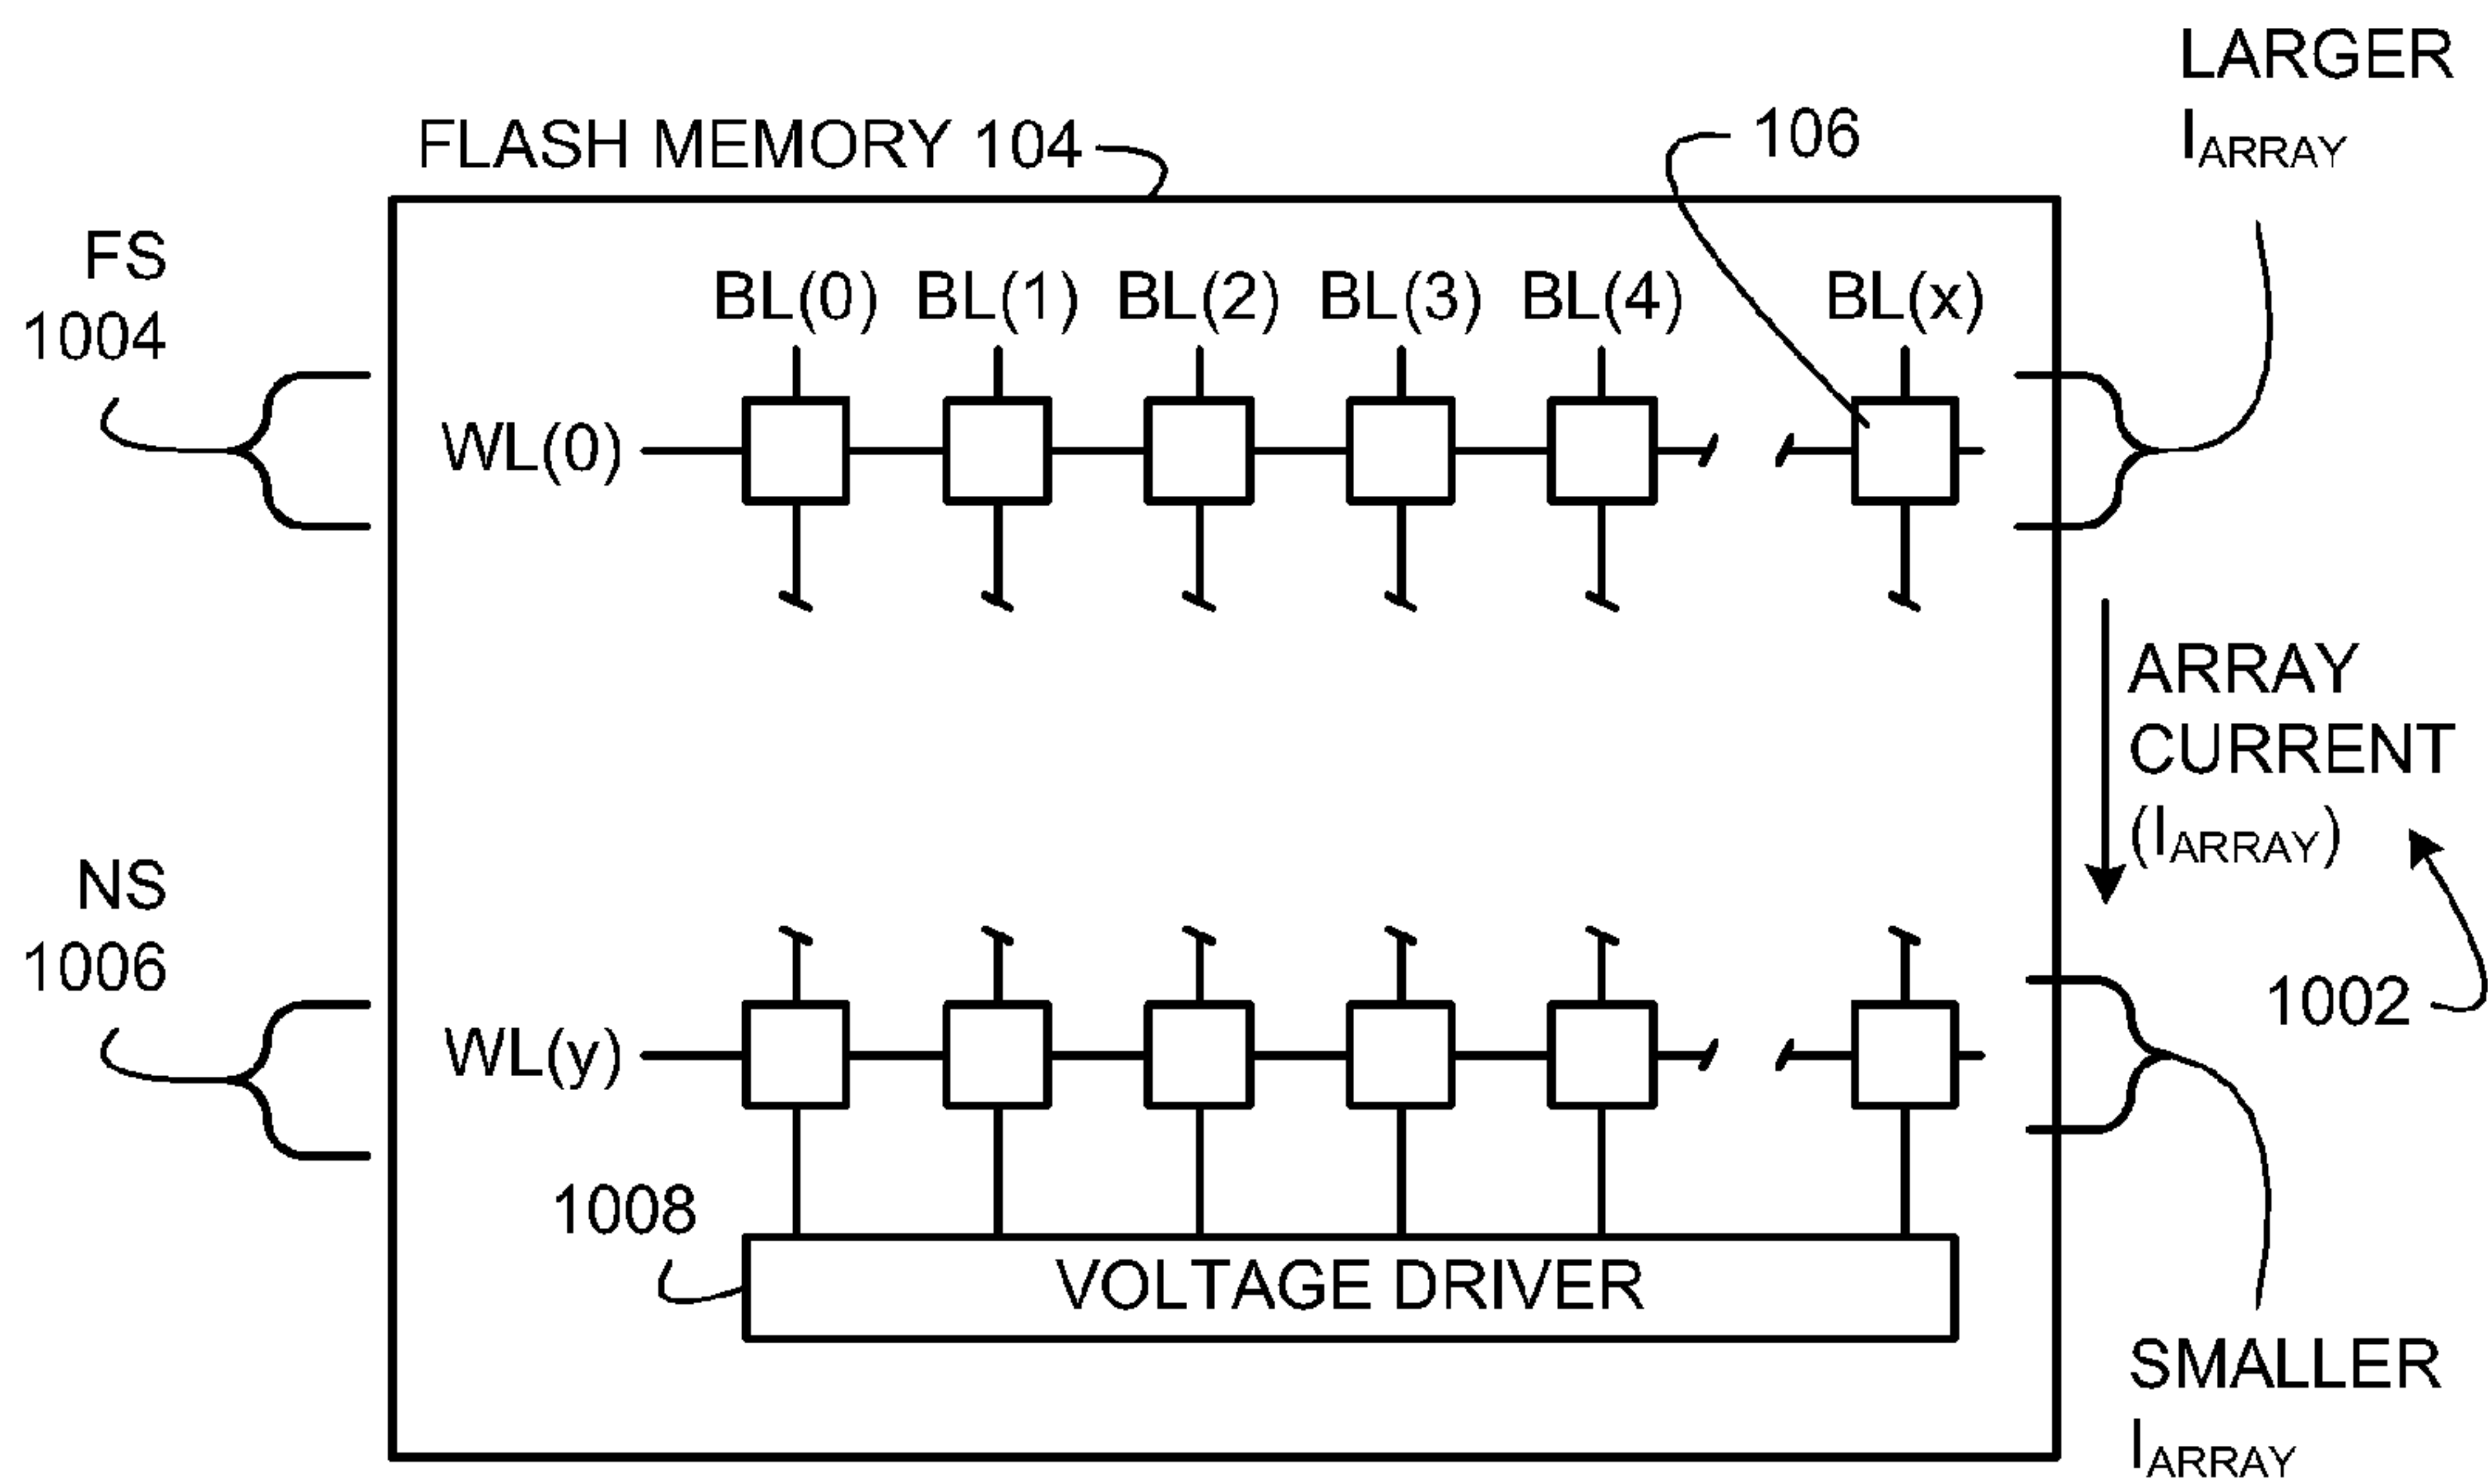 LARGER
IARRAY
FLASH MEMORY 104
106
FS
1004
BL(0) BL(1) BL(2) BL(3) BL(4) BL(x)
WL(0)
ARRAY
CURRENT
(IARRAY)
NS
1006
1002
WL(y)
1008
VOLTAGE DRIVER
SMALLER
IARRAY